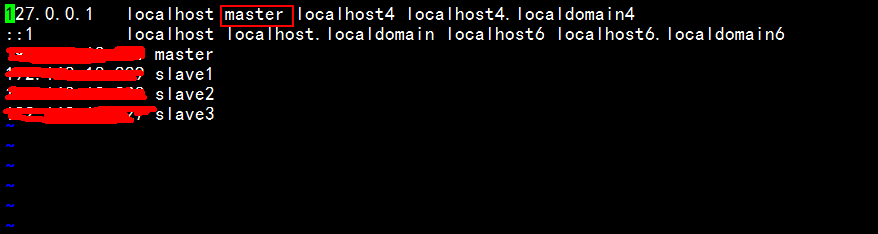 127.0.0.1 localhost master localhost4 localhost4.localdomain4
::1 localhost localhost.localdomain localhost6 localhost6.localdomain6
master
slave1
slave2
slave3
~
~
~
~
~
~